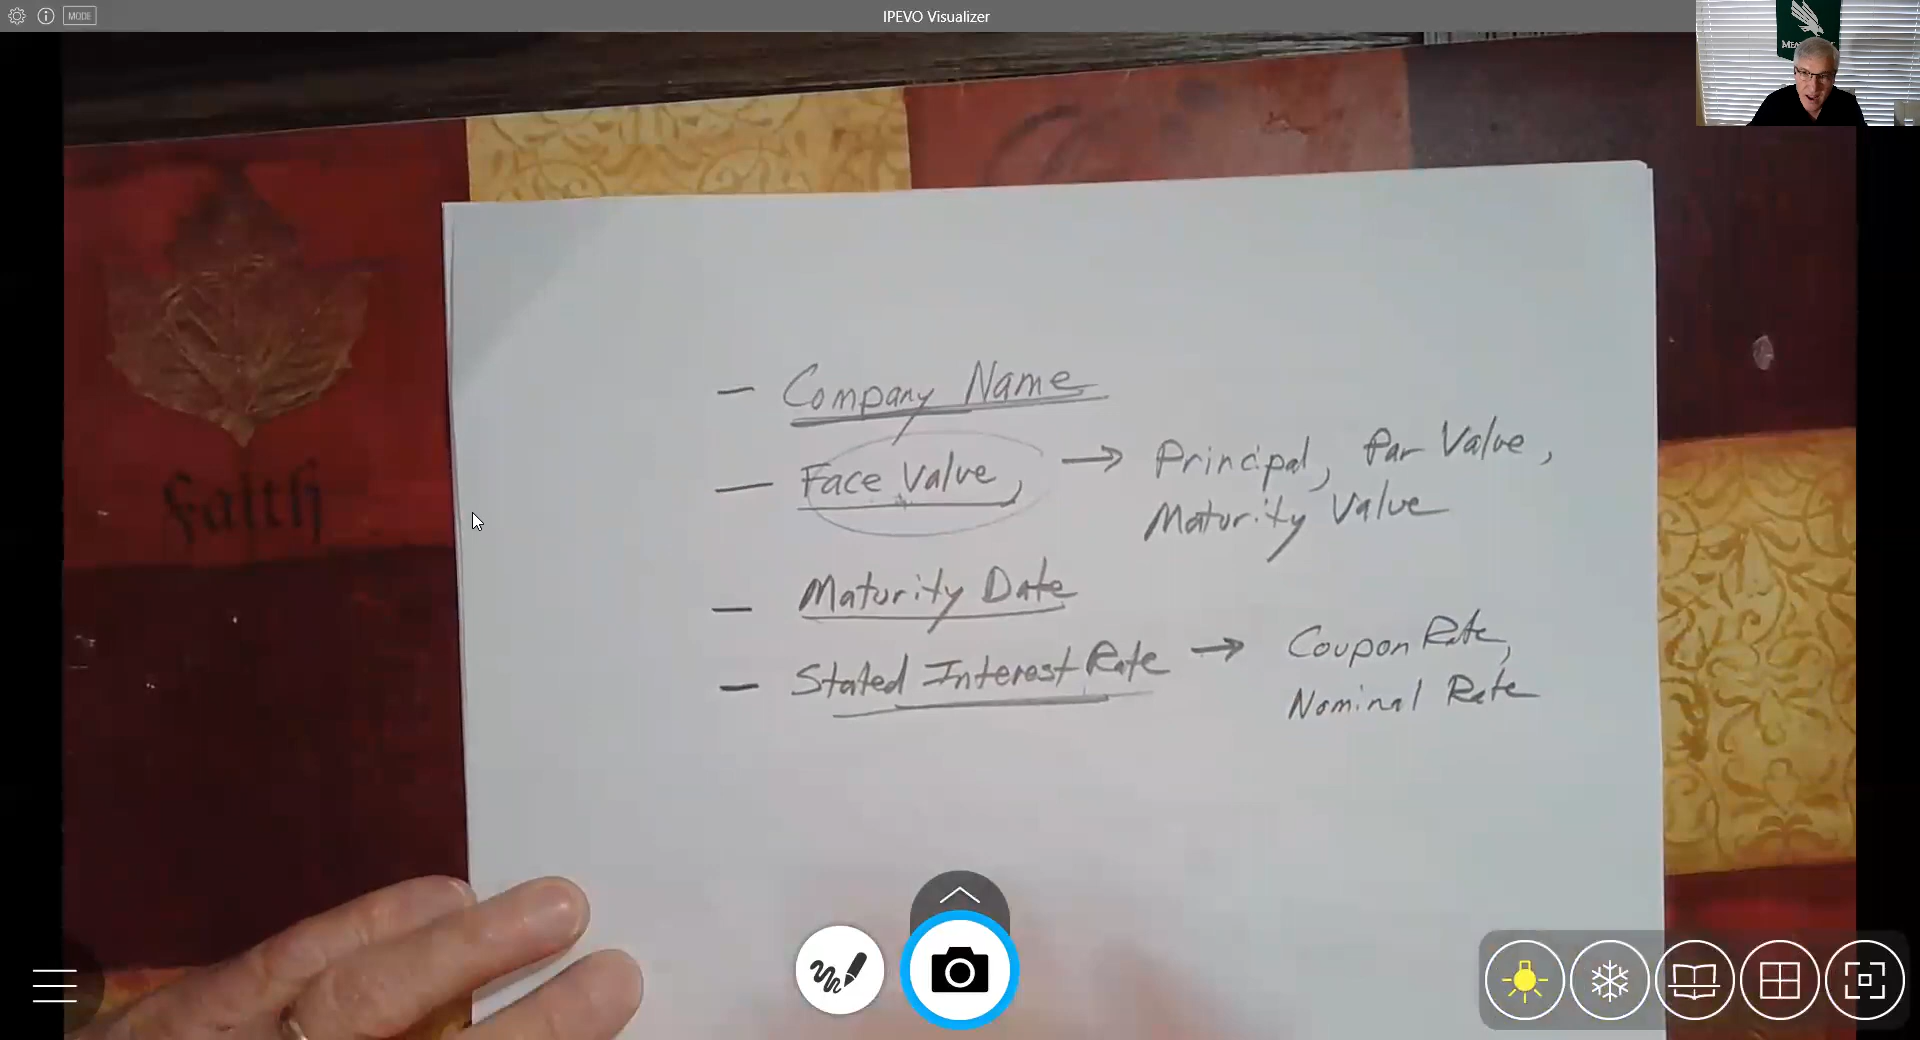 MODE
IPEVO Visualizer
— Company Name
— Face Value, → Principal, Par Value,
Maturity Value
— Maturity Date
— Stated Interest Rate → Coupon Rate,
Nominal Rate
Faith